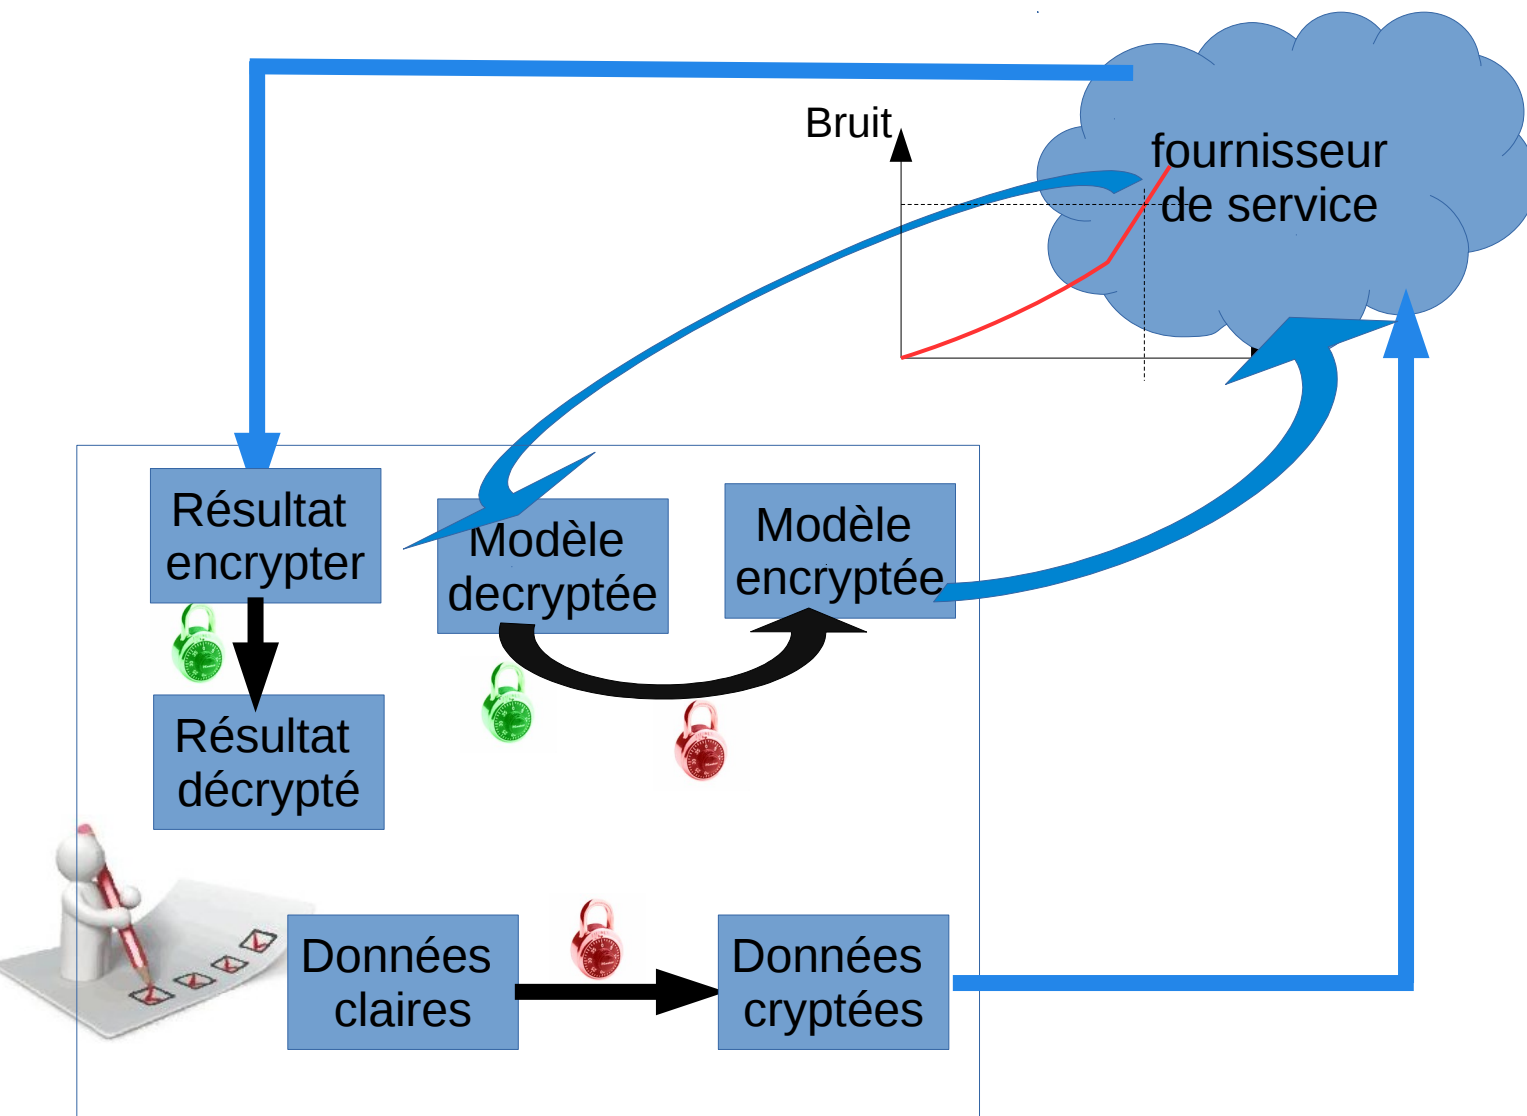 Bruit
fournisseur
de service
Résultat
encrypter
Modèle
decryptée
Modèle
encryptée
Résultat
décrypté
Données
claires
Données
cryptées